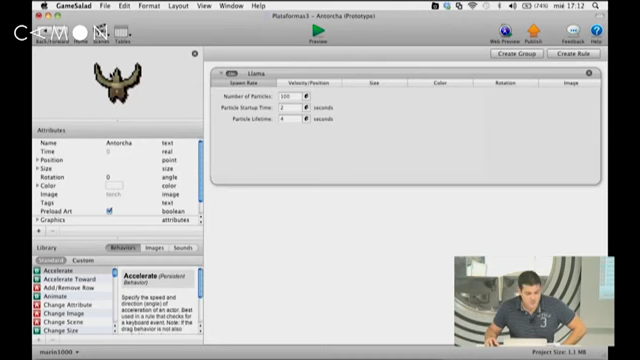 GameSalad File Edit Format Layout Window Help
mié 17:12
CAMON
Plataformas3 – Antorcha (Prototype)
Back/Forward Home Scenes Tables
Preview
Web Preview Publish
Feedback Help
Create Group Create Rule
Llama
Spawn Rate Velocity/Position Size Color Rotation Image
Number of Particles: 100
Particle Startup Time: 2 seconds
Particle Lifetime: 4 seconds
Attributes
Name Antorcha text
Time 0 real
Position point
Size size
Rotation 0 angle
Color color
Image torch image
Tags text
Preload Art boolean
Graphics attributes
Library Behaviors Images Sounds
Standard Custom
Accelerate
Accelerate Toward
Add/Remove Row
Animate
Change Attribute
Change Image
Change Scene
Change Size
Accelerate (Persistent Behavior)
Specify the speed and
direction (angle) of
acceleration of an actor. Best
used in a rule that checks for
a keyboard event. Note: if the
drag behavior is not also
marin1000
Project Size: 3.1 MB